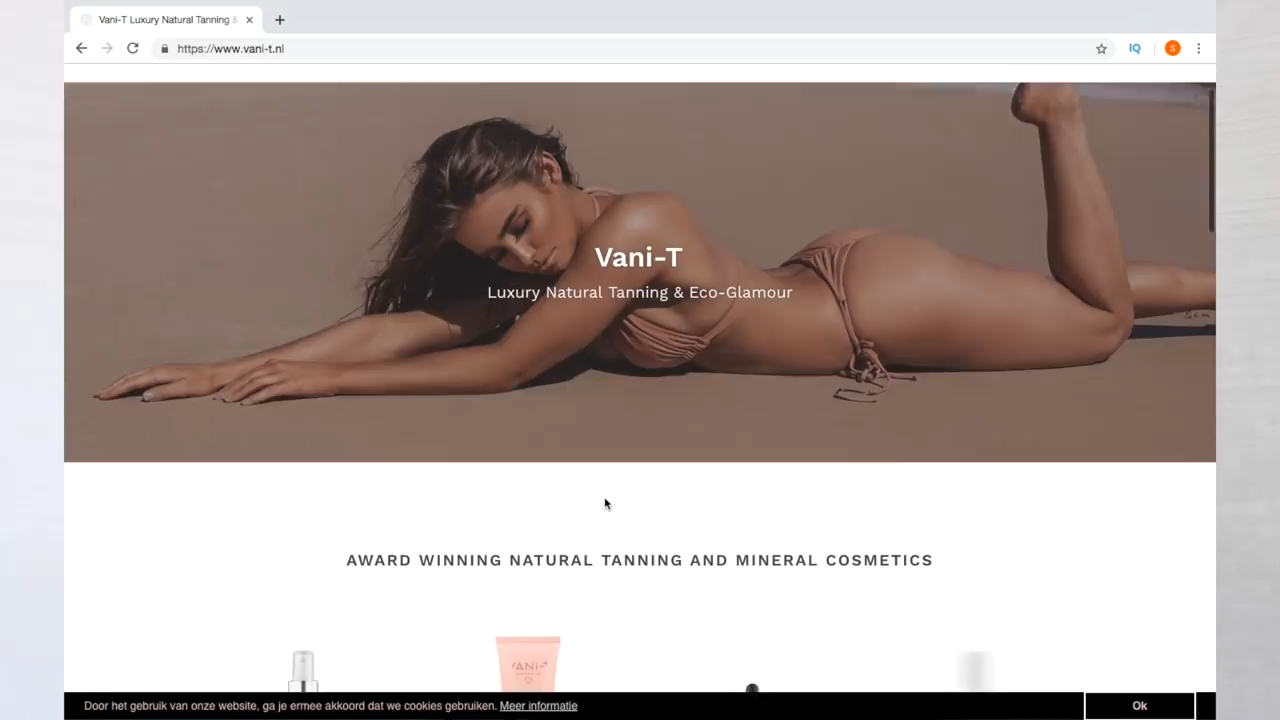 Vani-T Luxury Natural Tanning &
https://www.vani-t.nl
IQ
S
Vani-T
Luxury Natural Tanning & Eco-Glamour
AWARD WINNING NATURAL TANNING AND MINERAL COSMETICS
VANI-T
Door het gebruik van onze website, ga je ermee akkoord dat we cookies gebruiken. Meer informatie
Ok